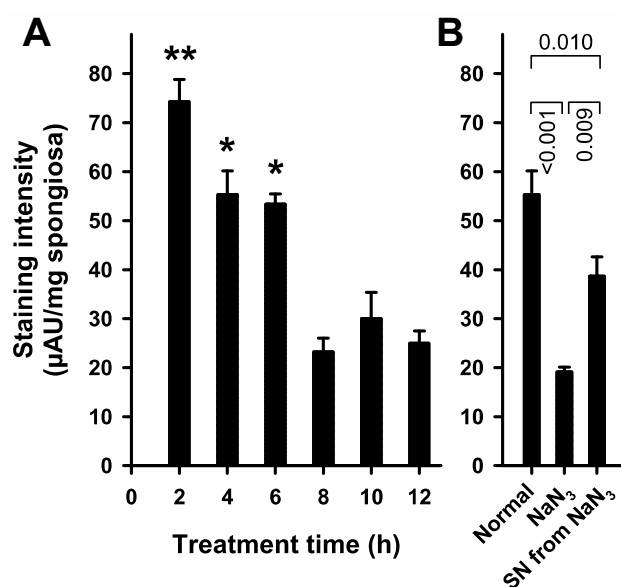 A
B
**
*
*
0.010
<0.001
0.009
Staining intensity
(µAU/mg spongiosa)
80
70
60
50
40
30
20
10
0
0 2 4 6 8 10 12
Treatment time (h)
80
70
60
50
40
30
20
10
0
Normal
NaN₃
SN from NaN₃